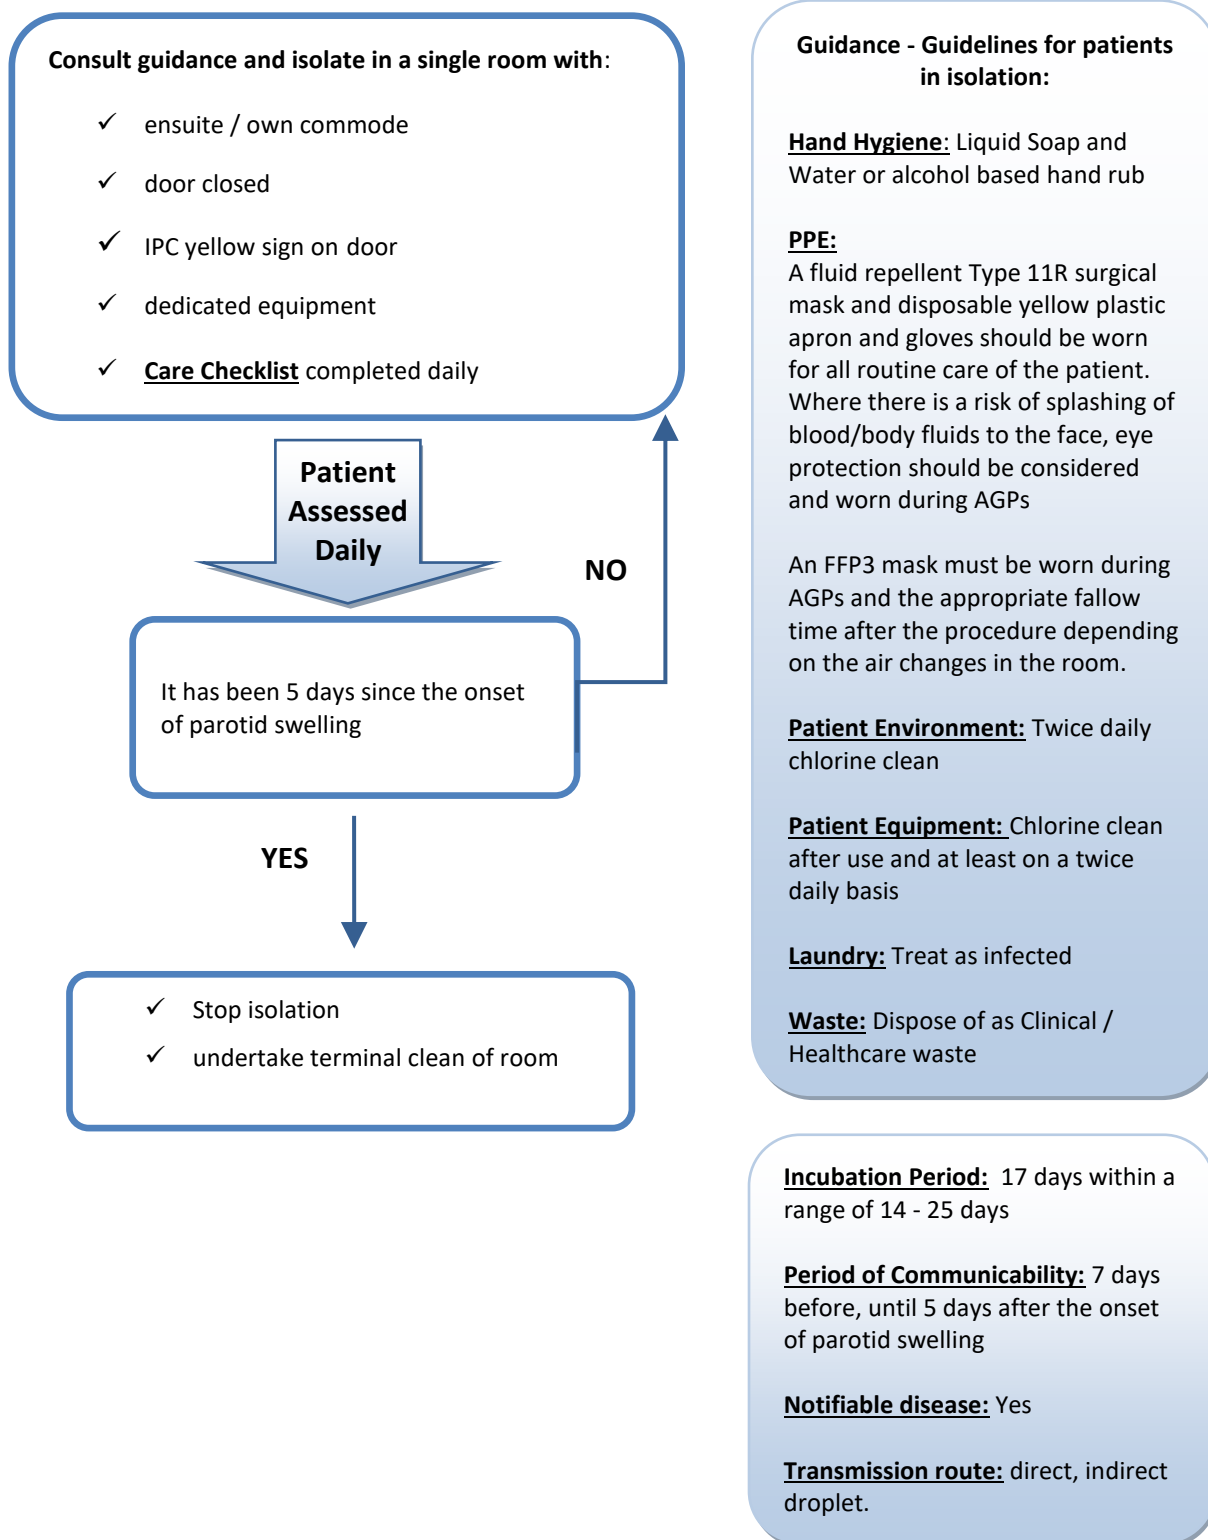 Consult guidance and isolate in a single room with:
✓ ensuite / own commode
✓ door closed
✓ IPC yellow sign on door
✓ dedicated equipment
✓ Care Checklist completed daily
Patient
Assessed
Daily
NO
It has been 5 days since the onset
of parotid swelling
YES
✓ Stop isolation
✓ undertake terminal clean of room
Guidance - Guidelines for patients
in isolation:
Hand Hygiene: Liquid Soap and
Water or alcohol based hand rub
PPE:
A fluid repellent Type 11R surgical
mask and disposable yellow plastic
apron and gloves should be worn
for all routine care of the patient.
Where there is a risk of splashing of
blood/body fluids to the face, eye
protection should be considered
and worn during AGPs
An FFP3 mask must be worn during
AGPs and the appropriate fallow
time after the procedure depending
on the air changes in the room.
Patient Environment: Twice daily
chlorine clean
Patient Equipment: Chlorine clean
after use and at least on a twice
daily basis
Laundry: Treat as infected
Waste: Dispose of as Clinical /
Healthcare waste
Incubation Period: 17 days within a
range of 14 - 25 days
Period of Communicability: 7 days
before, until 5 days after the onset
of parotid swelling
Notifiable disease: Yes
Transmission route: direct, indirect
droplet.